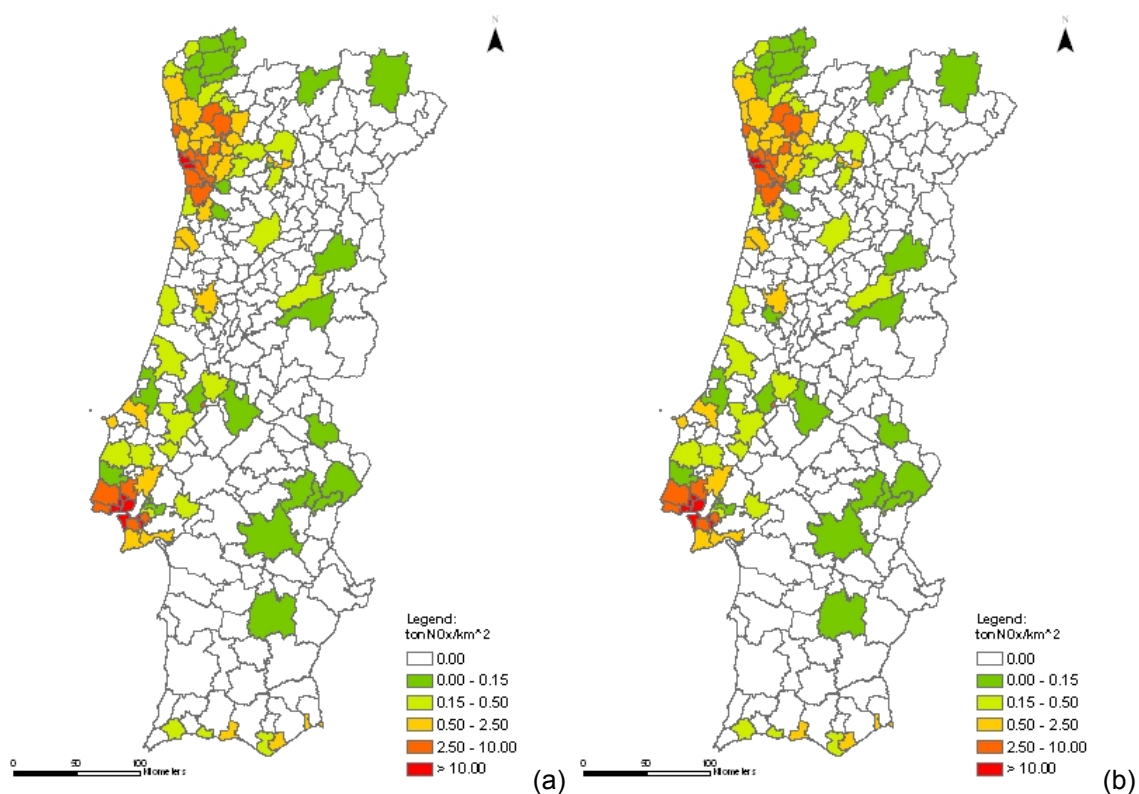 N
Legend:
tonNOx/km^2
0.00
0.00 - 0.15
0.15 - 0.50
0.50 - 2.50
2.50 - 10.00
> 10.00
0 50 100
Kilometers
(a)
N
Legend:
tonNOx/km^2
0.00
0.00 - 0.15
0.15 - 0.50
0.50 - 2.50
2.50 - 10.00
> 10.00
0 50 100
Kilometers
(b)